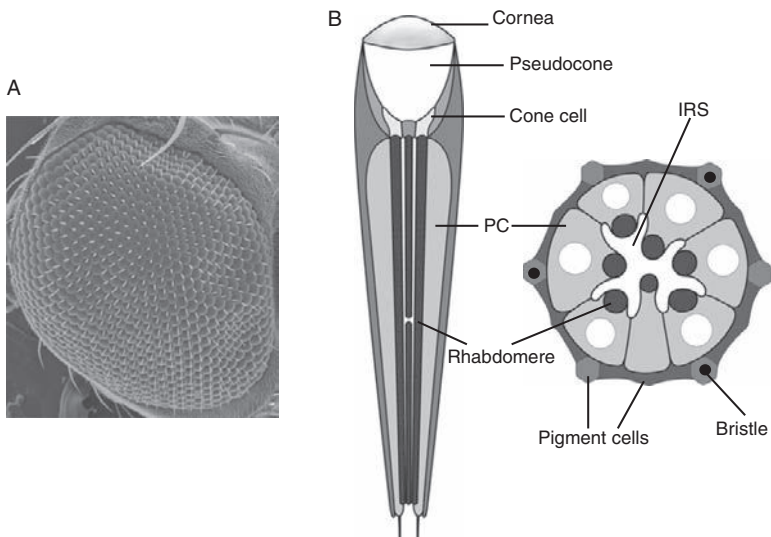 A
B
Cornea
Pseudocone
Cone cell
IRS
PC
Rhabdomere
Pigment cells
Bristle